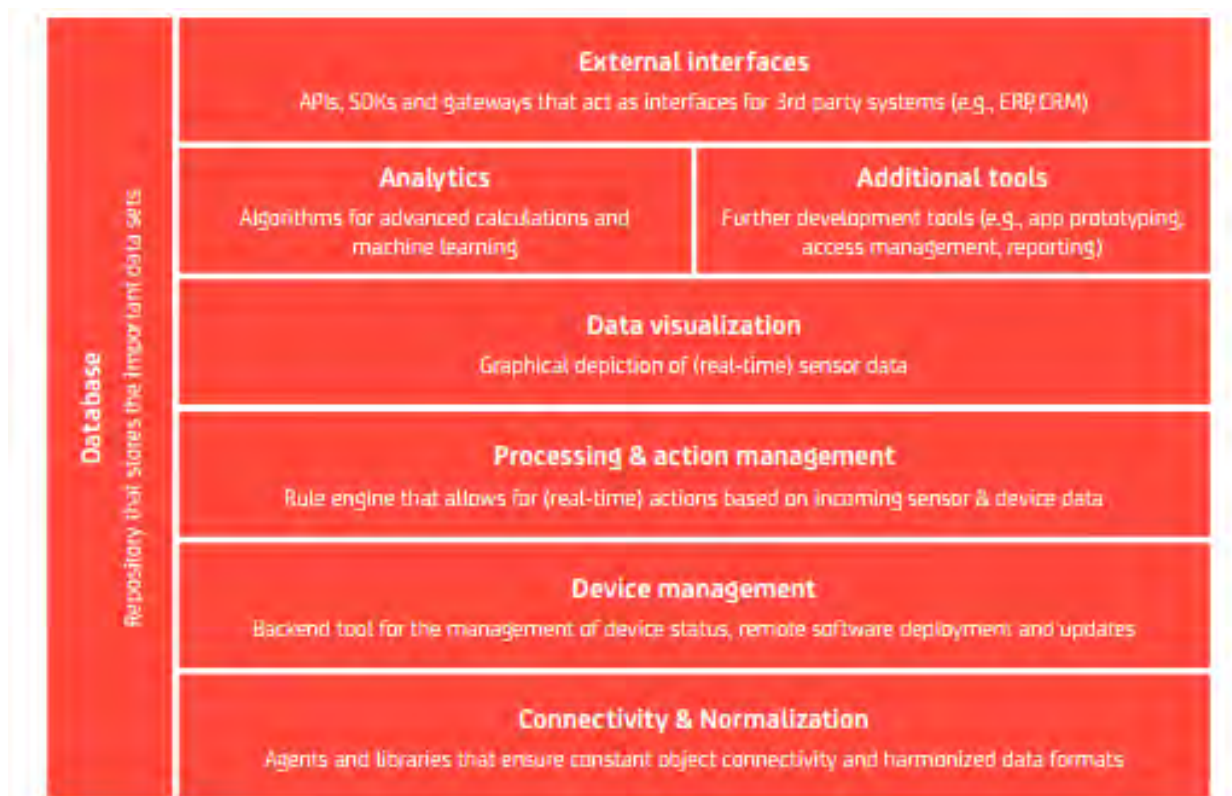 Database
Repository that stores the important data sets
External interfaces
APIs, SDKs and gateways that act as interfaces for 3rd party systems (e.g., ERP,CRM)
Analytics
Algorithms for advanced calculations and
machine learning
Additional tools
Further development tools (e.g., app prototyping,
access management, reporting)
Data visualization
Graphical depiction of (real-time) sensor data
Processing & action management
Rule engine that allows for (real-time) actions based on incoming sensor & device data
Device management
Backend tool for the management of device status, remote software deployment and updates
Connectivity & Normalization
Agents and libraries that ensure constant object connectivity and harmonized data formats